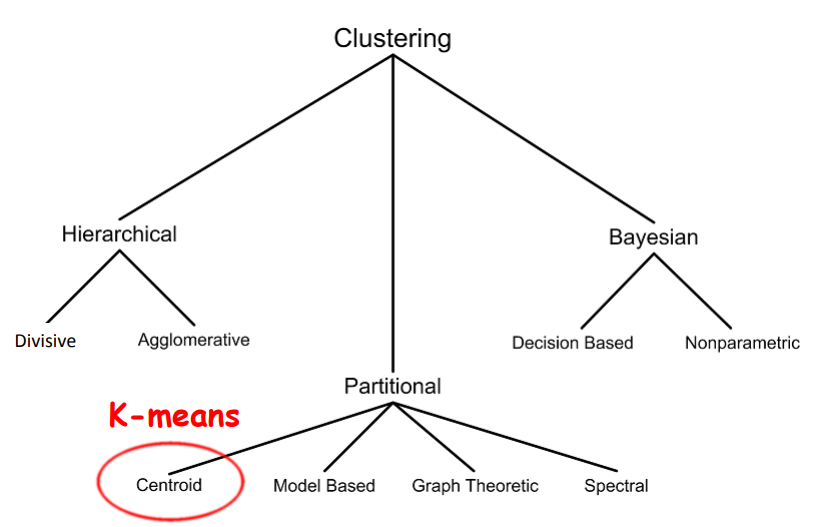 Clustering
Hierarchical
Bayesian
Divisive
Agglomerative
Decision Based
Nonparametric
Partitional
K-means
Centroid
Model Based
Graph Theoretic
Spectral